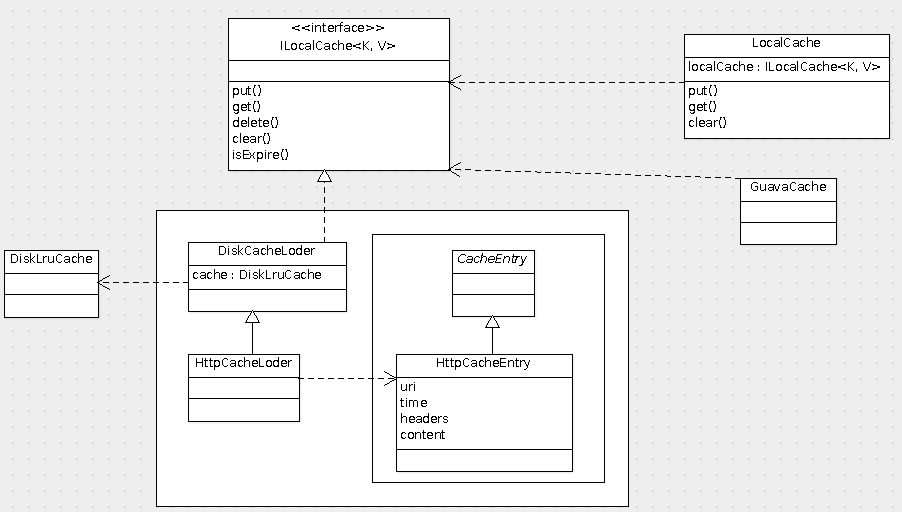 <<interface>>
ILocalCache<K, V>
put()
get()
delete()
clear()
isExpire()
LocalCache
localCache : ILocalCache<K, V>
put()
get()
clear()
GuavaCache
DiskLruCache
DiskCacheLoder
cache : DiskLruCache
CacheEntry
HttpCacheLoder
HttpCacheEntry
uri
time
headers
content